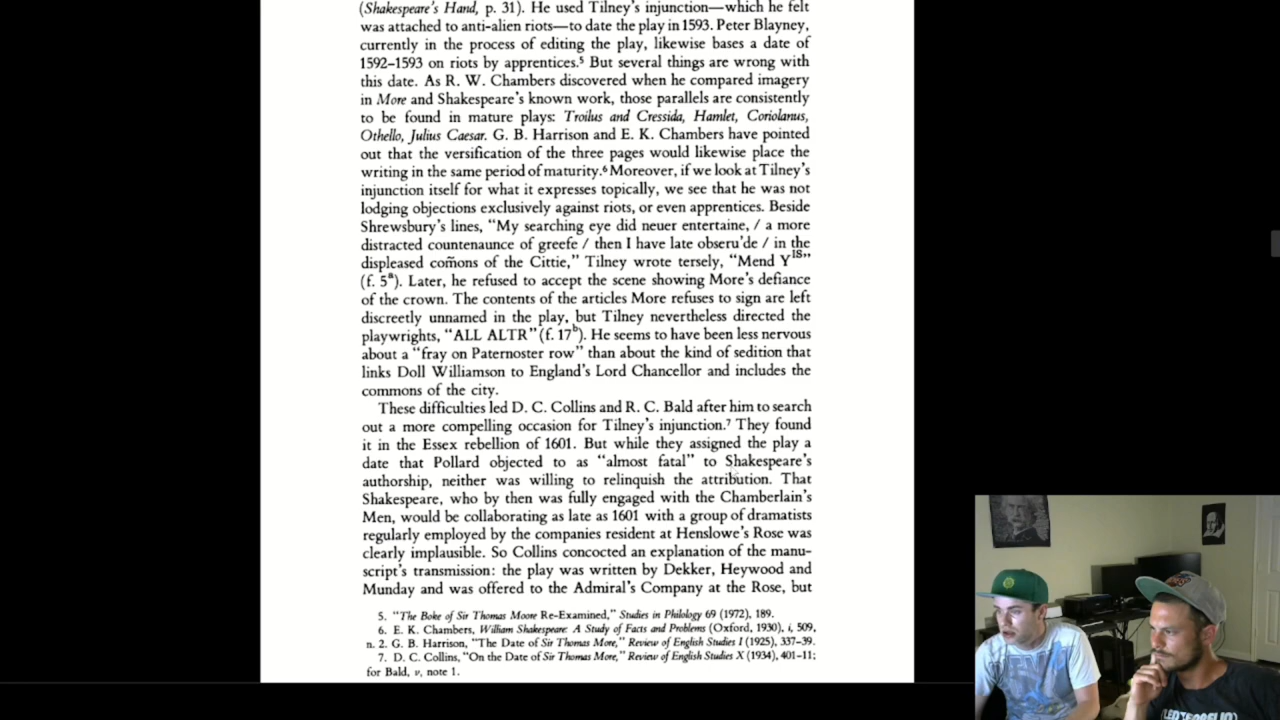 (Shakespeare's Hand, p. 31). He used Tilney's injunction—which he felt
was attached to anti-alien riots—to date the play in 1593. Peter Blayney,
currently in the process of editing the play, likewise bases a date of
1592–1593 on riots by apprentices.⁵ But several things are wrong with
this date. As R. W. Chambers discovered when he compared imagery
in More and Shakespeare's known work, those parallels are consistently
to be found in mature plays: Troilus and Cressida, Hamlet, Coriolanus,
Othello, Julius Caesar. G. B. Harrison and E. K. Chambers have pointed
out that the versification of the three pages would likewise place the
writing in the same period of maturity.⁶ Moreover, if we look at Tilney's
injunction itself for what it expresses topically, we see that he was not
lodging objections exclusively against riots, or even apprentices. Beside
Shrewsbury's lines, "My searching eye did neuer entertaine, / a more
distracted countenaunce of greefe / then I have late obseru'de / in the
displeased com̃ons of the Cittie," Tilney wrote tersely, "Mend Yᴵˢ"
(f. 5ᵃ). Later, he refused to accept the scene showing More's defiance
of the crown. The contents of the articles More refuses to sign are left
discreetly unnamed in the play, but Tilney nevertheless directed the
playwrights, "ALL ALTR" (f. 17ᵇ). He seems to have been less nervous
about a "fray on Paternoster row" than about the kind of sedition that
links Doll Williamson to England's Lord Chancellor and includes the
commons of the city.
These difficulties led D. C. Collins and R. C. Bald after him to search
out a more compelling occasion for Tilney's injunction.⁷ They found
it in the Essex rebellion of 1601. But while they assigned the play a
date that Pollard objected to as "almost fatal" to Shakespeare's
authorship, neither was willing to relinquish the attribution. That
Shakespeare, who by then was fully engaged with the Chamberlain's
Men, would be collaborating as late as 1601 with a group of dramatists
regularly employed by the companies resident at Henslowe's Rose was
clearly implausible. So Collins concocted an explanation of the manu-
script's transmission: the play was written by Dekker, Heywood and
Munday and was offered to the Admiral's Company at the Rose, but
5. "The Boke of Sir Thomas Moore Re-Examined," Studies in Philology 69 (1972), 189.
6. E. K. Chambers, William Shakespeare: A Study of Facts and Problems (Oxford, 1930), i, 509,
n. 2. G. B. Harrison, "The Date of Sir Thomas More," Review of English Studies I (1925), 337–39.
7. D. C. Collins, "On the Date of Sir Thomas More," Review of English Studies X (1934), 401–11;
for Bald, v, note 1.